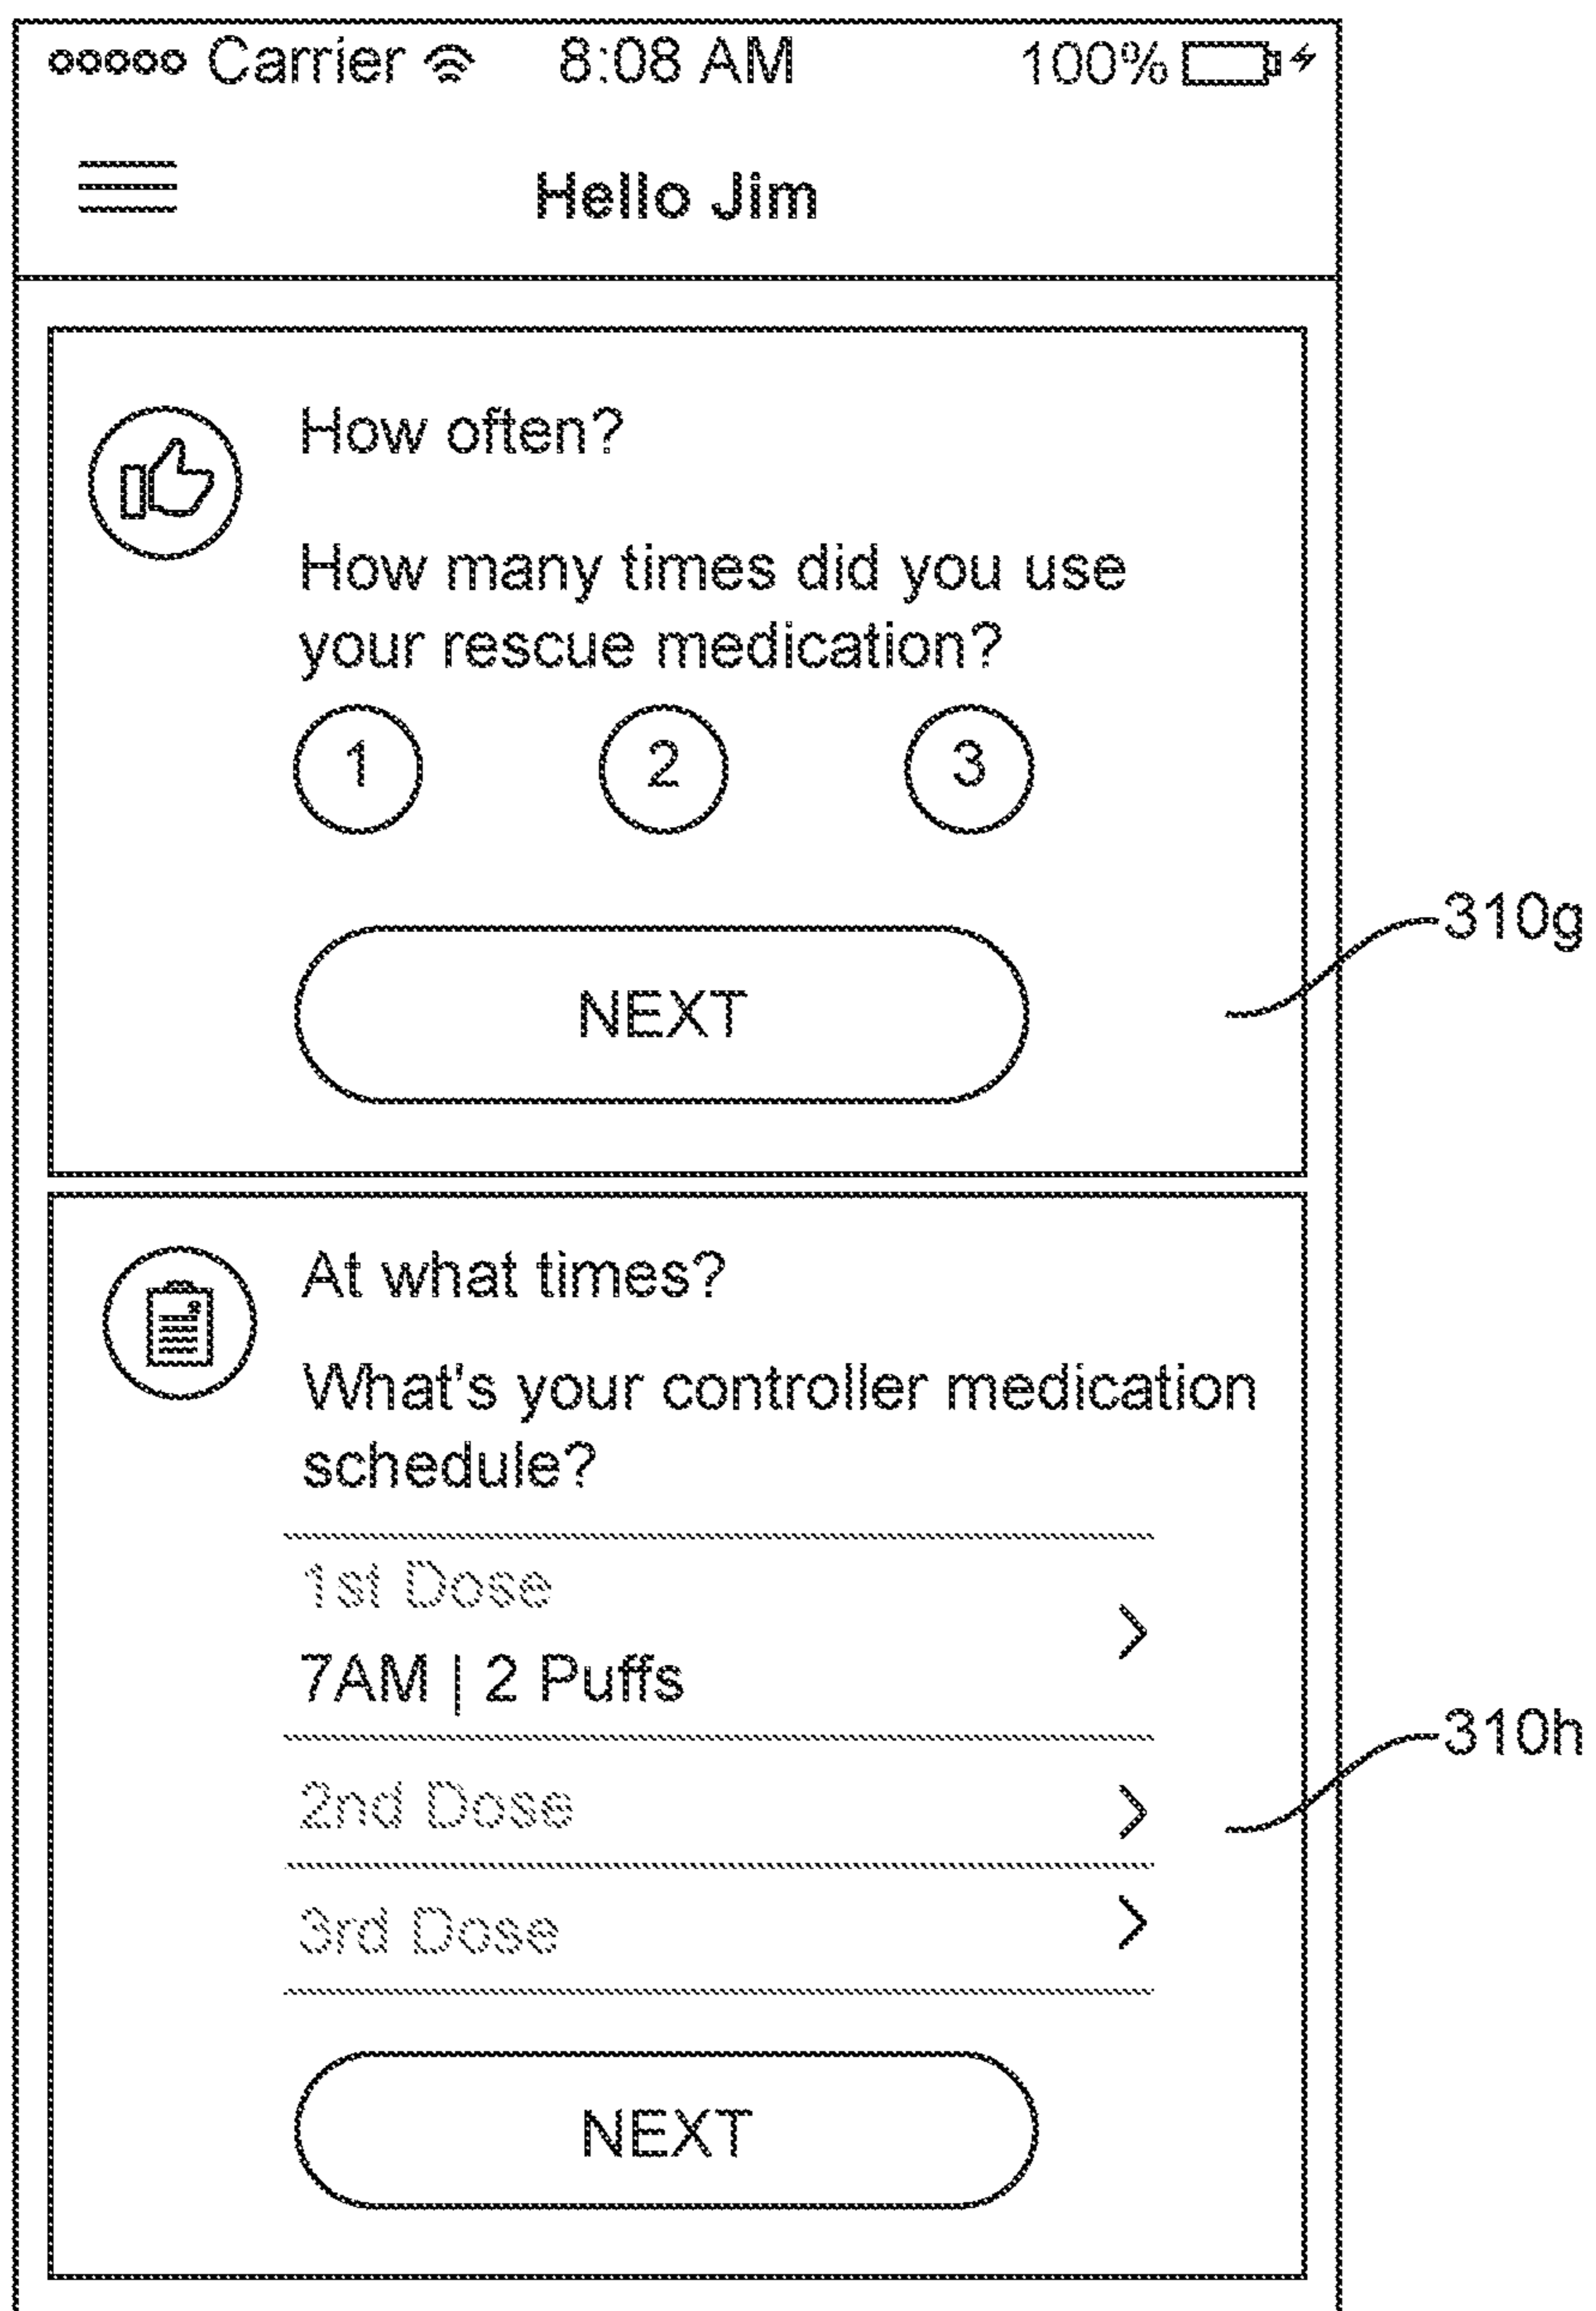 Carrier 8:08 AM 100%
Hello Jim
How often?
How many times did you use
your rescue medication?
1 2 3
310g
NEXT
At what times?
What's your controller medication
schedule?
1st Dose
7AM | 2 Puffs
310h
2nd Dose
3rd Dose
NEXT